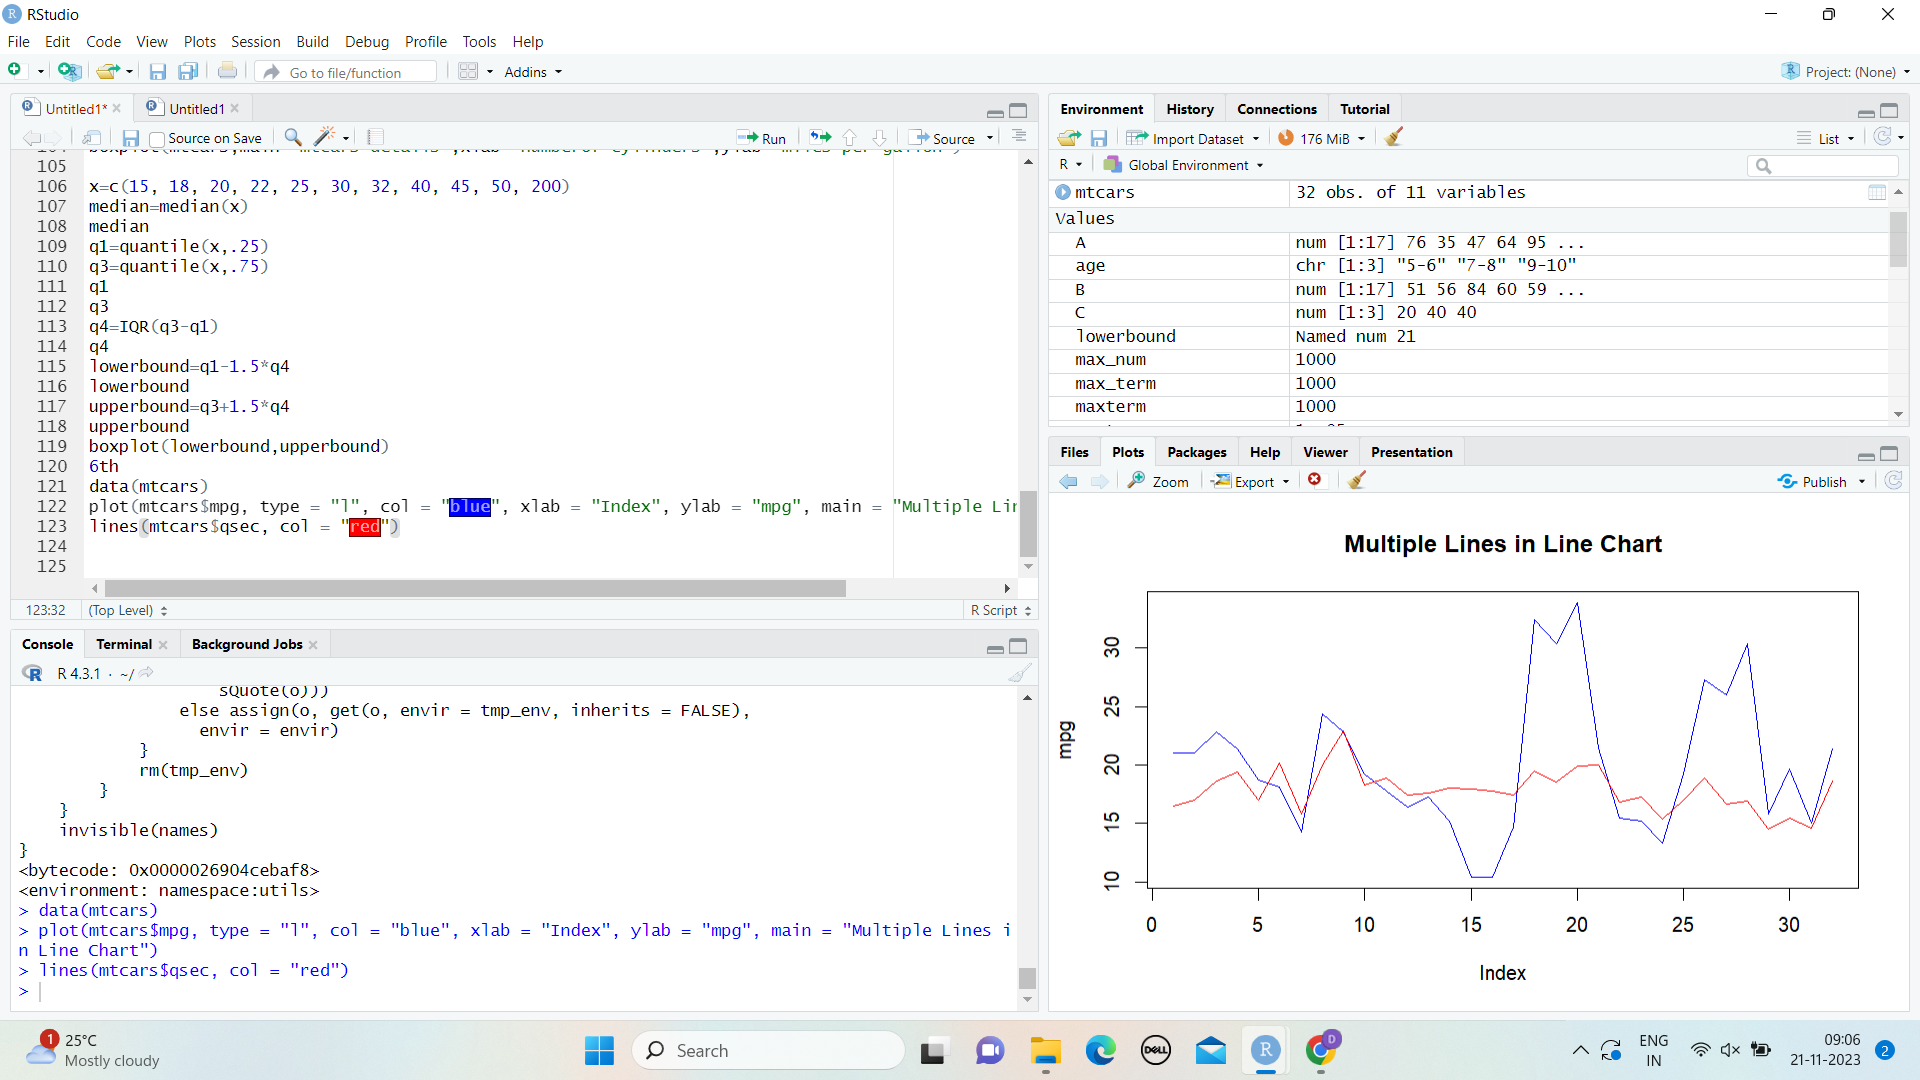 RStudio
File Edit Code View Plots Session Build Debug Profile Tools Help
Go to file/function
Addins
Project: (None)
Untitled1*
Untitled1
Source on Save
Run
Source
105
106 x=c(15, 18, 20, 22, 25, 30, 32, 40, 45, 50, 200)
107 median=median(x)
108 median
109 q1=quantile(x,.25)
110 q3=quantile(x,.75)
111 q1
112 q3
113 q4=IQR(q3-q1)
114 q4
115 lowerbound=q1-1.5*q4
116 lowerbound
117 upperbound=q3+1.5*q4
118 upperbound
119 boxplot(lowerbound,upperbound)
120 6th
121 data(mtcars)
122 plot(mtcars$mpg, type = "l", col = "blue", xlab = "Index", ylab = "mpg", main = "Multiple Lin
123 lines(mtcars$qsec, col = "red")
124
125
123:32 (Top Level) R Script
Console Terminal Background Jobs
R 4.3.1 · ~/
sQuote(o)))
else assign(o, get(o, envir = tmp_env, inherits = FALSE),
envir = envir)
}
rm(tmp_env)
}
}
invisible(names)
}
<bytecode: 0x0000026904cebaf8>
<environment: namespace:utils>
> data(mtcars)
> plot(mtcars$mpg, type = "l", col = "blue", xlab = "Index", ylab = "mpg", main = "Multiple Lines i
n Line Chart")
> lines(mtcars$qsec, col = "red")
>
Environment History Connections Tutorial
Import Dataset 176 MiB List
R Global Environment
mtcars 32 obs. of 11 variables
Values
A num [1:17] 76 35 47 64 95 ...
age chr [1:3] "5-6" "7-8" "9-10"
B num [1:17] 51 56 84 60 59 ...
C num [1:3] 20 40 40
lowerbound Named num 21
max_num 1000
max_term 1000
maxterm 1000
Files Plots Packages Help Viewer Presentation
Zoom Export Publish
Multiple Lines in Line Chart
mpg
30
25
20
15
10
0 5 10 15 20 25 30
Index
1
25°C
Mostly cloudy
Search
DELL
R
D
ENG
IN
09:06
21-11-2023
2